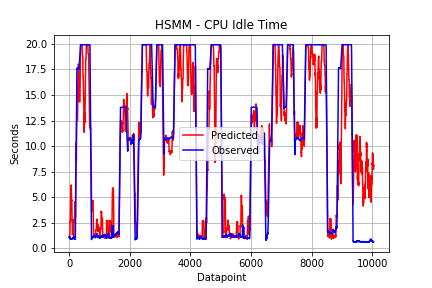 HSMM - CPU Idle Time
20.0
17.5
15.0
12.5
10.0
7.5
5.0
2.5
0.0
Seconds
Predicted
Observed
0 2000 4000 6000 8000 10000
Datapoint